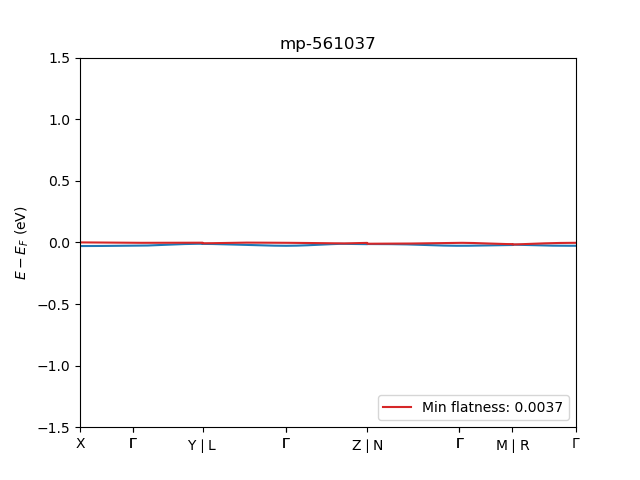 mp-561037
1.5
1.0
0.5
0.0
−0.5
−1.0
−1.5
E − E_F (eV)
Min flatness: 0.0037
X Γ Y | L Γ Z | N Γ M | R Γ